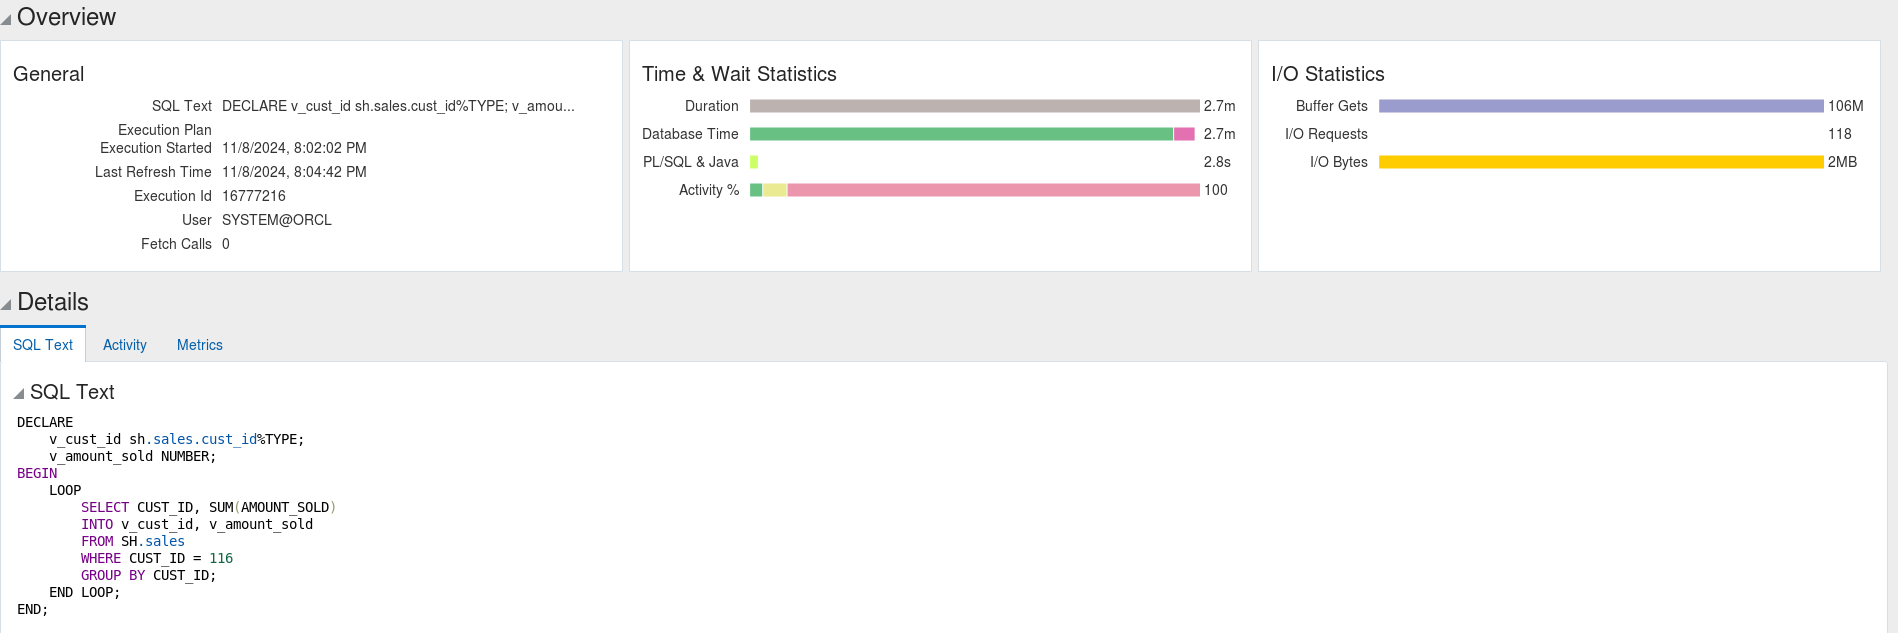 Overview
General
SQL Text DECLARE v_cust_id sh.sales.cust_id%TYPE; v_amou...
Execution Plan
Execution Started 11/8/2024, 8:02:02 PM
Last Refresh Time 11/8/2024, 8:04:42 PM
Execution Id 16777216
User SYSTEM@ORCL
Fetch Calls 0
Time & Wait Statistics
Duration 2.7m
Database Time 2.7m
PL/SQL & Java 2.8s
Activity % 100
I/O Statistics
Buffer Gets 106M
I/O Requests 118
I/O Bytes 2MB
Details
SQL Text Activity Metrics
SQL Text
DECLARE
    v_cust_id sh.sales.cust_id%TYPE;
    v_amount_sold NUMBER;
BEGIN
    LOOP
        SELECT CUST_ID, SUM(AMOUNT_SOLD)
        INTO v_cust_id, v_amount_sold
        FROM SH.sales
        WHERE CUST_ID = 116
        GROUP BY CUST_ID;
    END LOOP;
END;